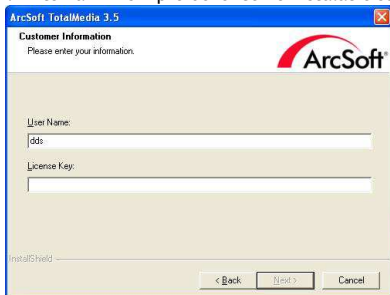 ArcSoft TotalMedia 3.5
Customer Information
Please enter your information.
ArcSoft
User Name:
dds
License Key:
InstallShield
< Back
Next >
Cancel